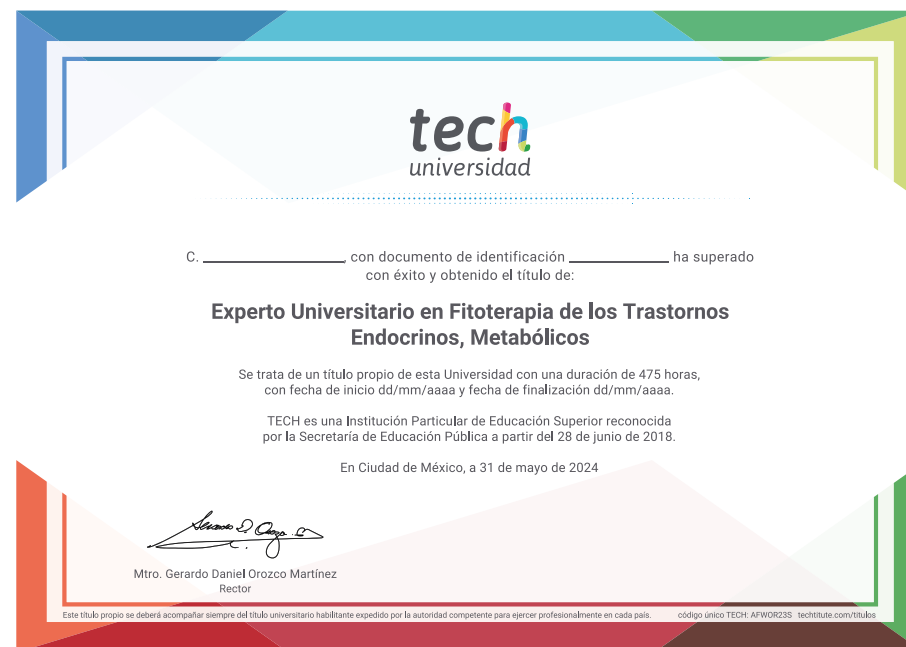 tech
universidad
C. ____________________, con documento de identificación ______________ ha superado
con éxito y obtenido el título de:
Experto Universitario en Fitoterapia de los Trastornos
Endocrinos, Metabólicos
Se trata de un título propio de esta Universidad con una duración de 475 horas,
con fecha de inicio dd/mm/aaaa y fecha de finalización dd/mm/aaaa.
TECH es una Institución Particular de Educación Superior reconocida
por la Secretaría de Educación Pública a partir del 28 de junio de 2018.
En Ciudad de México, a 31 de mayo de 2024
Mtro. Gerardo Daniel Orozco Martínez
Rector
Este título propio se deberá acompañar siempre del título universitario habilitante expedido por la autoridad competente para ejercer profesionalmente en cada país. código único TECH: AFWOR23S techtitute.com/titulos